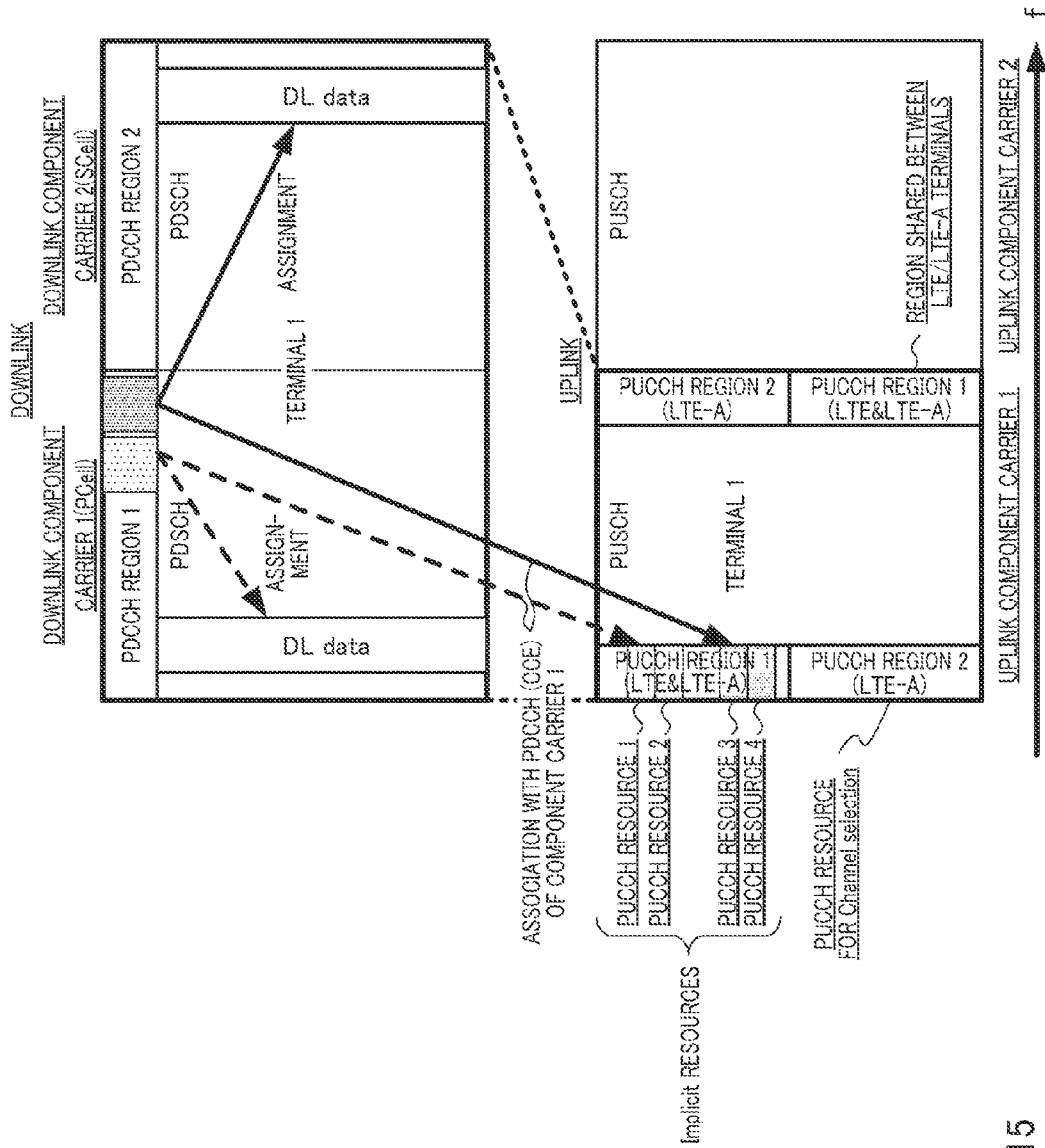 DOWNLINK
DOWNLINK COMPONENT
CARRIER 1(PCell)
DOWNLINK COMPONENT
CARRIER 2(SCell)
PDCCH REGION 1
PDCCH REGION 2
PDSCH
PDSCH
ASSIGN-
MENT
TERMINAL 1
ASSIGNMENT
DL data
DL data
ASSOCIATION WITH PDCCH (CCE)
OF COMPONENT CARRIER 1
UPLINK
PUCCH REGION 1
(LTE&LTE-A)
PUSCH
PUCCH REGION 2
(LTE-A)
PUSCH
TERMINAL 1
PUCCH REGION 2
(LTE-A)
PUCCH REGION 1
(LTE&LTE-A)
Implicit RESOURCES
PUCCH RESOURCE 1
PUCCH RESOURCE 2
PUCCH RESOURCE 3
PUCCH RESOURCE 4
PUCCH RESOURCE
FOR Channel selection
REGION SHARED BETWEEN
LTE/LTE-A TERMINALS
UPLINK COMPONENT CARRIER 1
UPLINK COMPONENT CARRIER 2
f